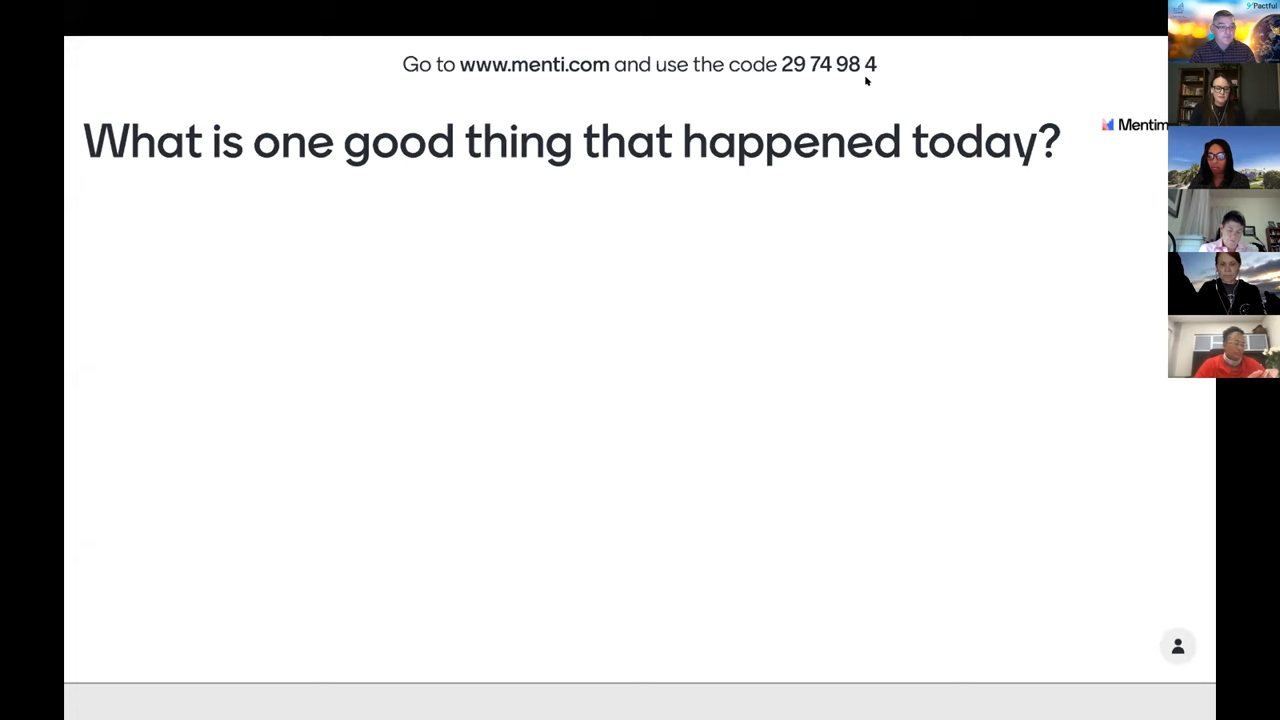 Go to www.menti.com and use the code 29 74 98 4
What is one good thing that happened today?
Mentim
Pactful